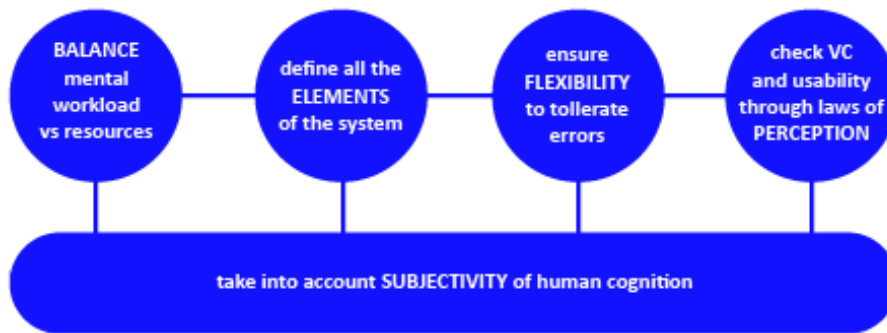 BALANCE
mental
workload
vs resources
define all the
ELEMENTS
of the system
ensure
FLEXIBILITY
to tollerate
errors
check VC
and usability
through laws of
PERCEPTION
take into account SUBJECTIVITY of human cognition